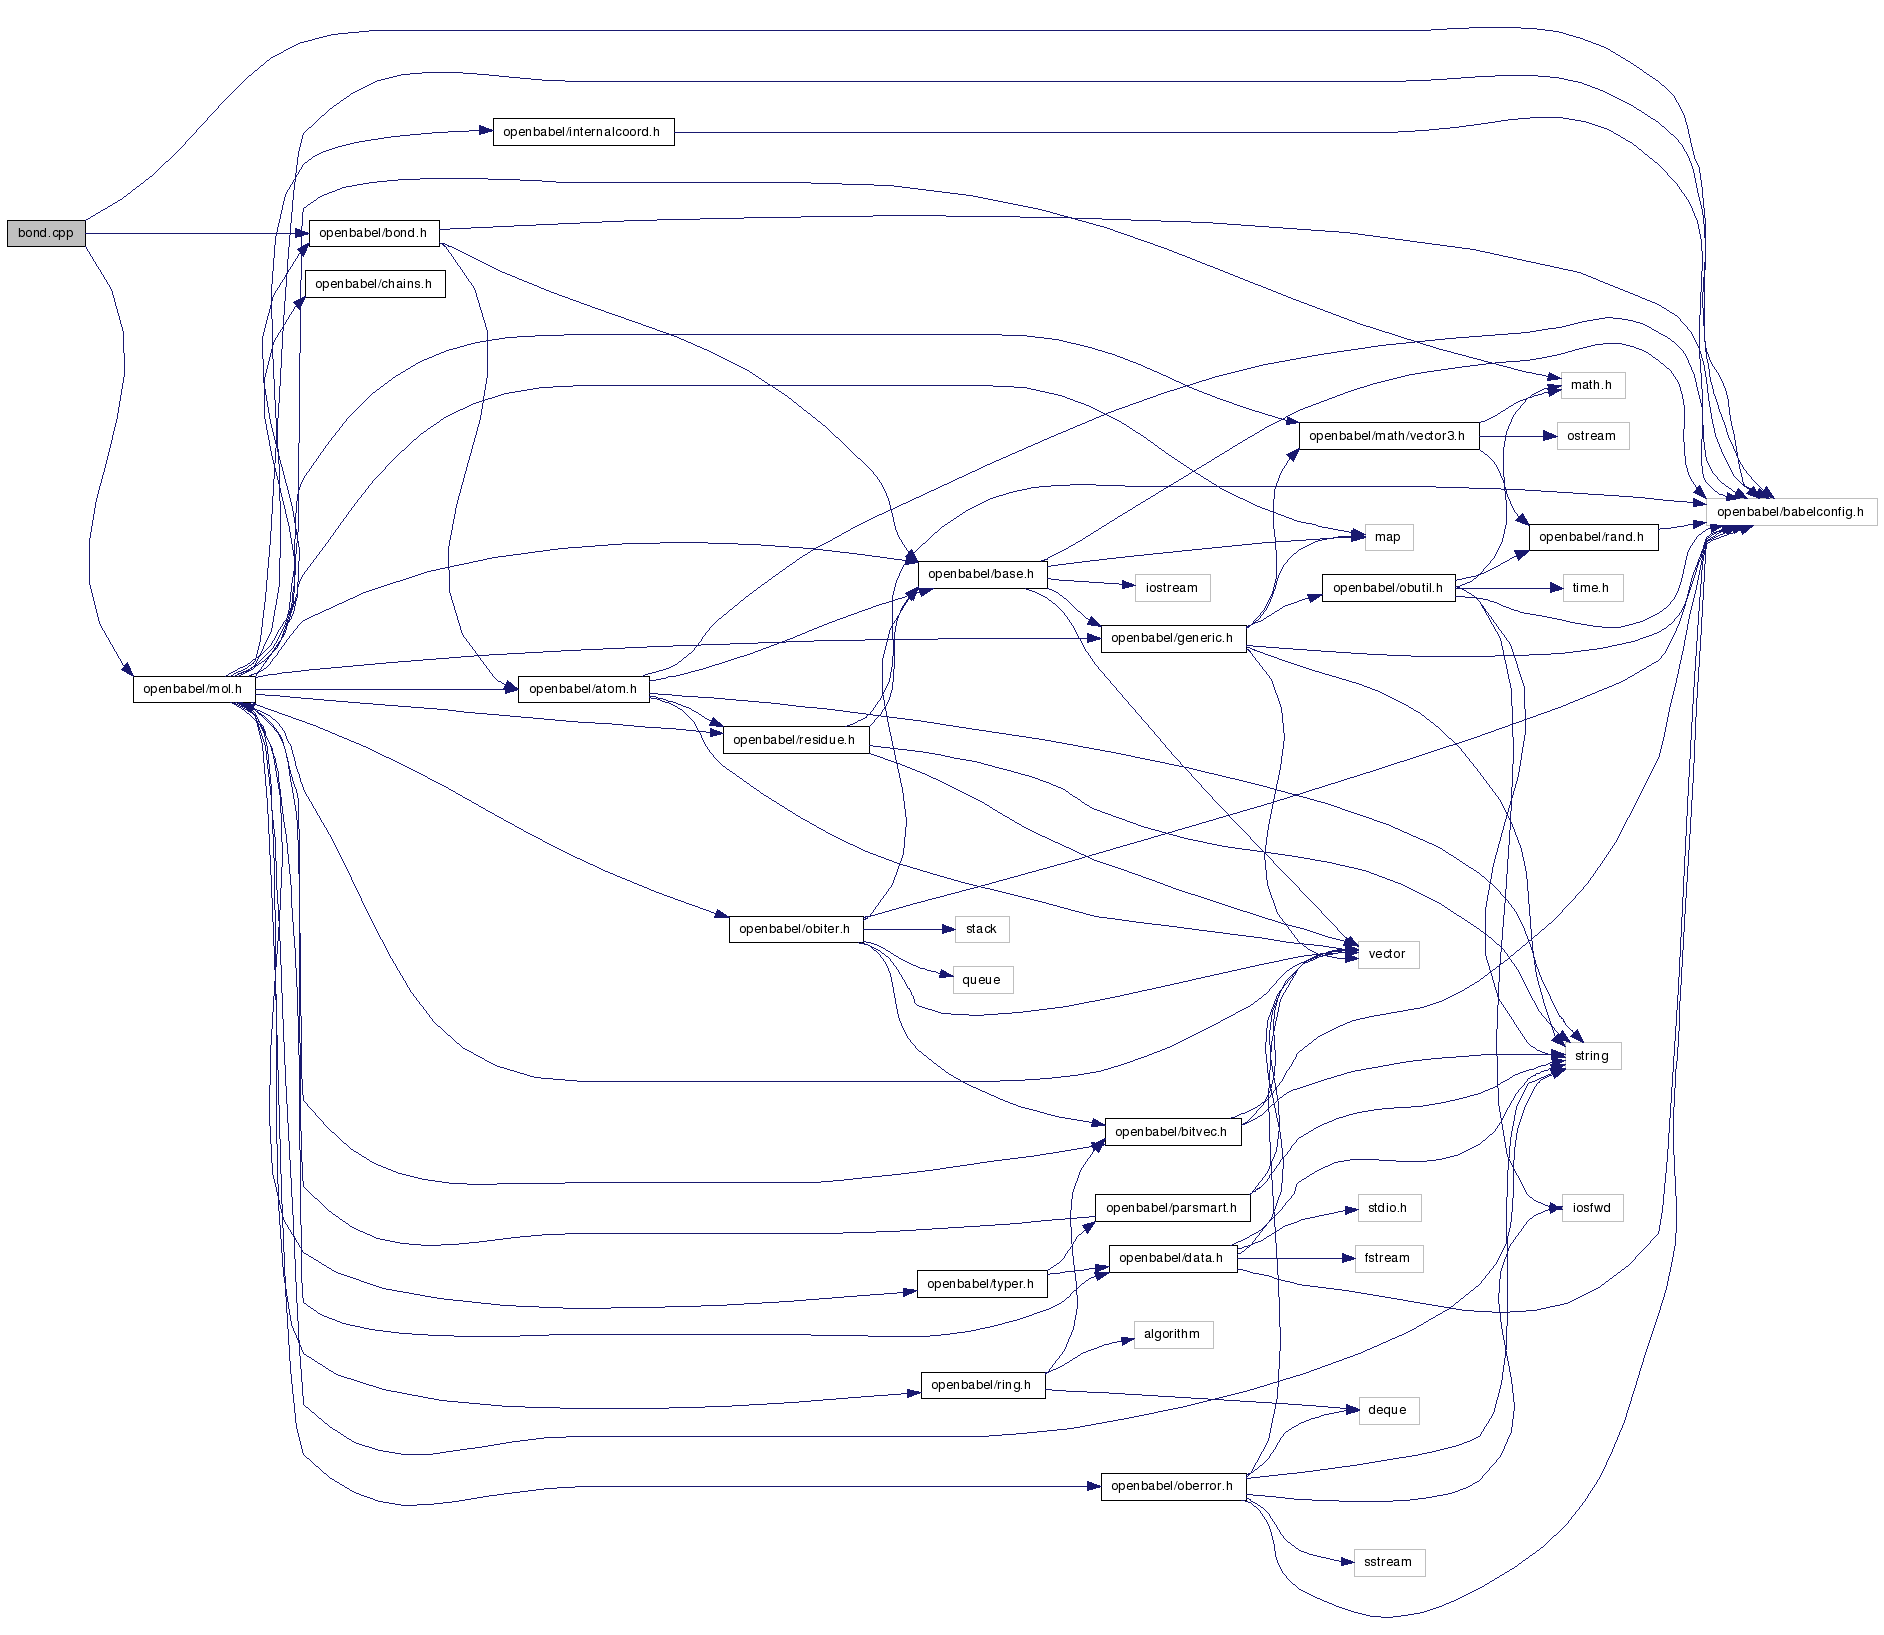 openbabel/internalcoord.h
bond.cpp
openbabel/bond.h
openbabel/chains.h
math.h
openbabel/math/vector3.h
ostream
openbabel/babelconfig.h
map
openbabel/rand.h
openbabel/base.h
iostream
openbabel/obutil.h
time.h
openbabel/generic.h
openbabel/mol.h
openbabel/atom.h
openbabel/residue.h
openbabel/obiter.h
stack
vector
queue
string
openbabel/bitvec.h
openbabel/parsmart.h
stdio.h
iosfwd
openbabel/data.h
fstream
openbabel/typer.h
algorithm
openbabel/ring.h
deque
openbabel/oberror.h
sstream